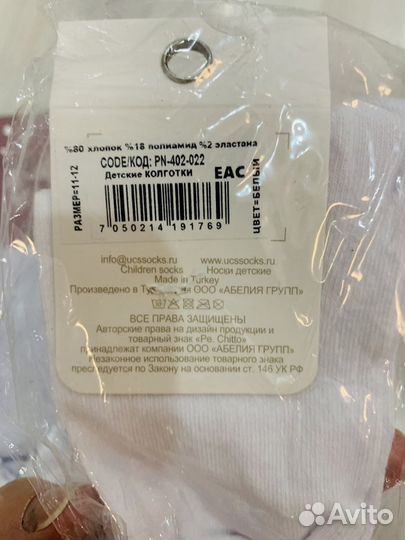 %80 хлопок %18 полиамид %2 эластана
CODE/КОД: PN-402-022
Детские КОЛГОТКИ
EAC
РАЗМЕР=11-12
ЦВЕТ=БЕЛЫЙ
7 050214 191769
info@ucssocks.ru www.ucssocks.ru
Children socks Носки детские
Made in Turkey
Произведено в для ООО «АБЕЛИЯ ГРУПП»
ВСЕ ПРАВА ЗАЩИЩЕНЫ
Авторские права на дизайн продукции и
товарный знак «Pe. Chitto»
принадлежат компании ООО «АБЕЛИЯ ГРУПП»
Незаконное использование товарного знака
преследуется по Закону на основании ст. 146 УК РФ
Avito